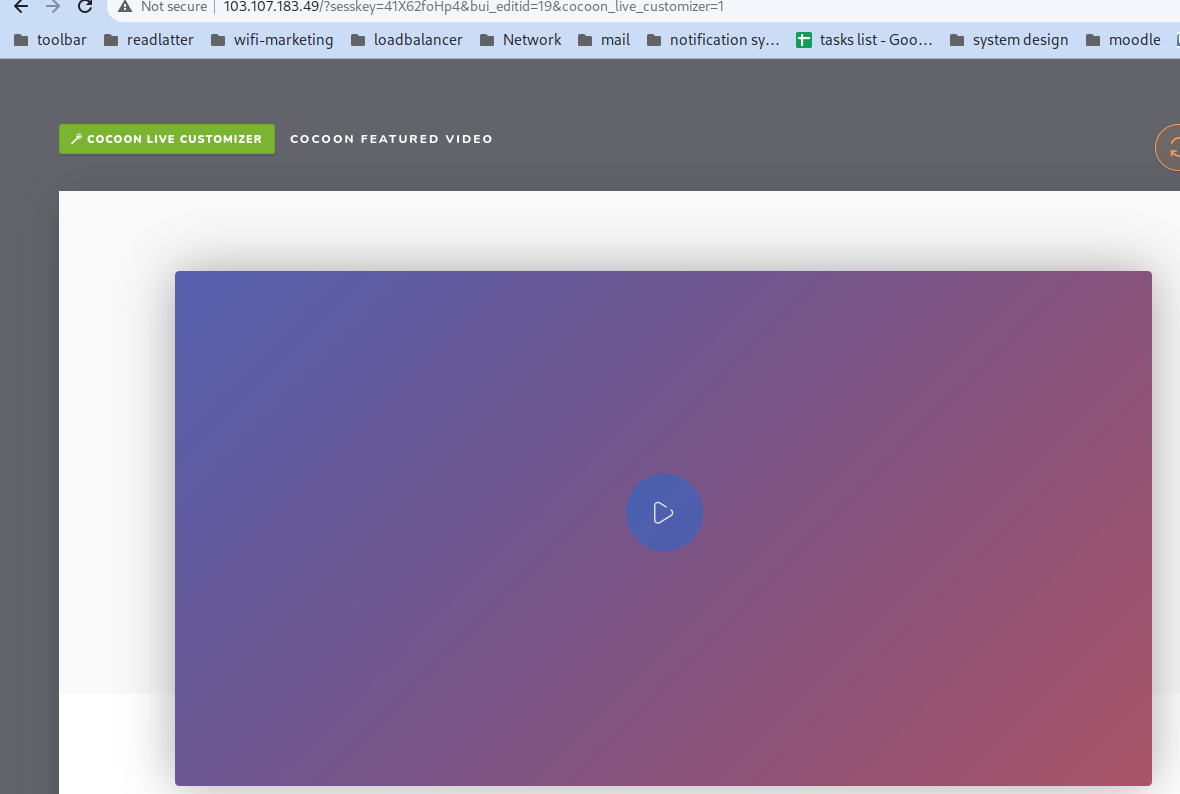 Not secure 103.107.183.49/?sesskey=41X62foHp4&bui_editid=19&cocoon_live_customizer=1
toolbar readlatter wifi-marketing loadbalancer Network mail notification sy... tasks list - Goo... system design moodle
COCOON LIVE CUSTOMIZER COCOON FEATURED VIDEO